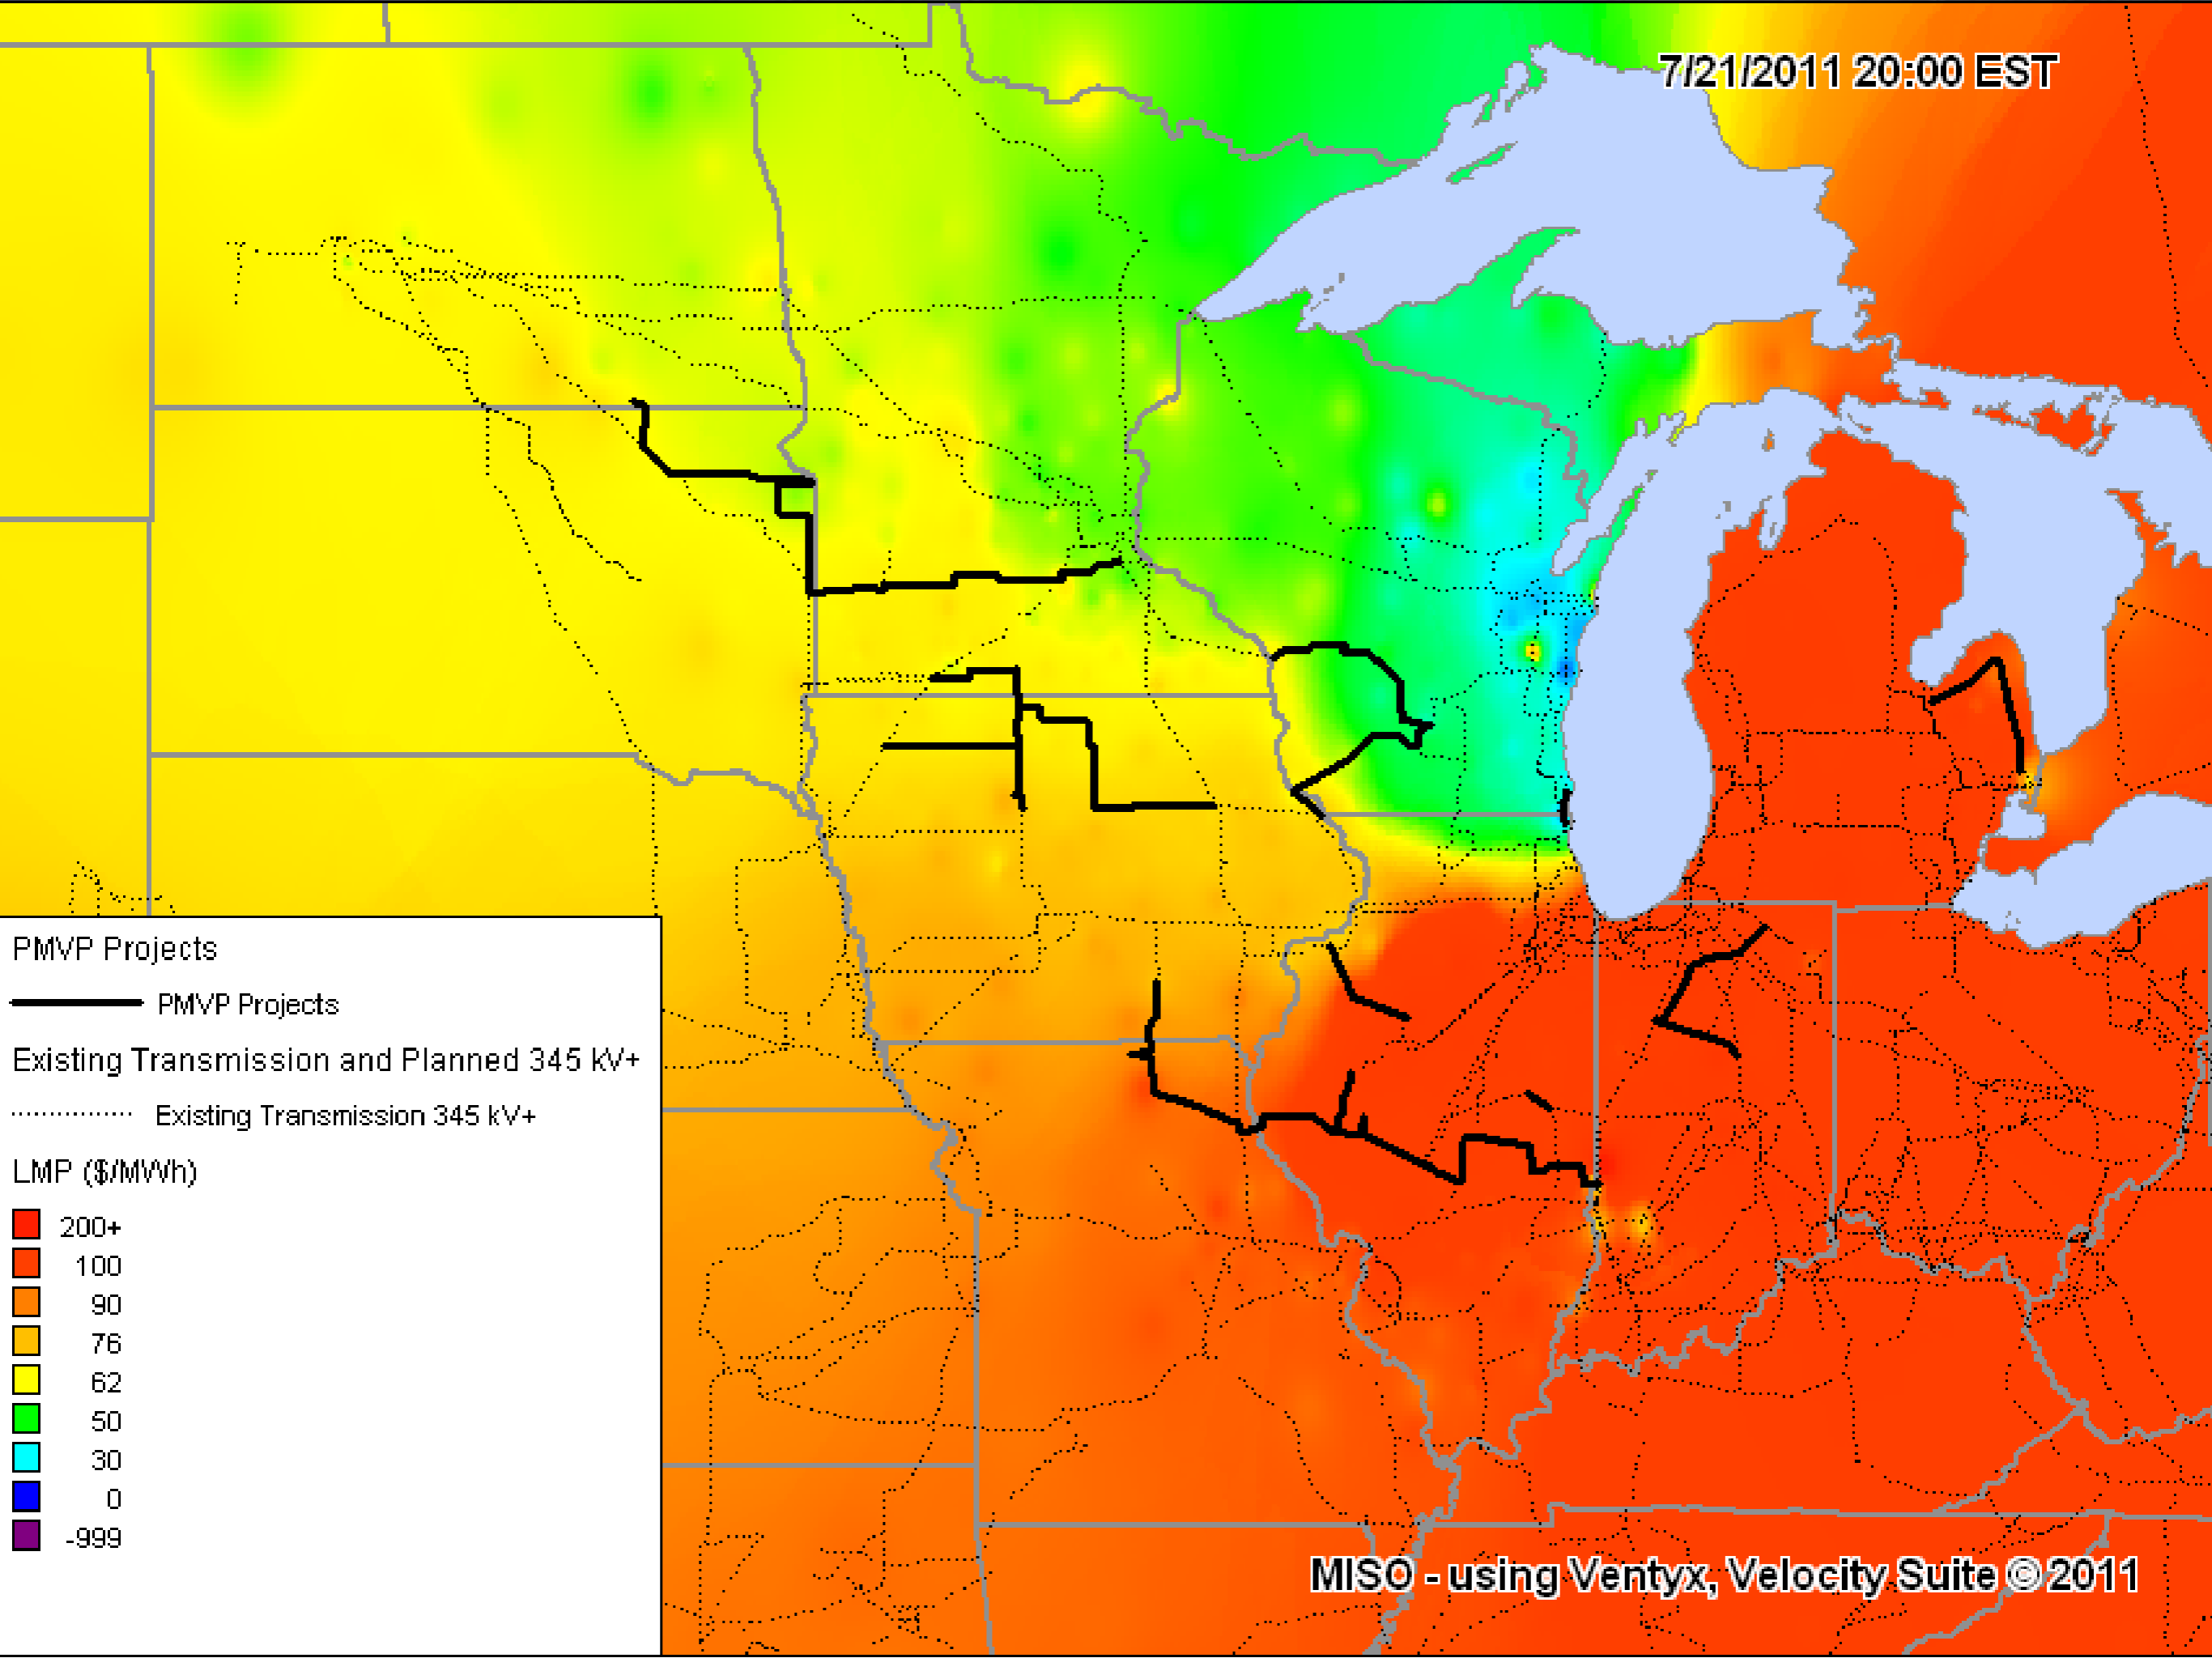 7/21/2011 20:00 EST
PMVP Projects
PMVP Projects
Existing Transmission and Planned 345 kV+
Existing Transmission 345 kV+
LMP ($/MWh)
200+
100
90
76
62
50
30
0
-999
MISO - using Ventyx, Velocity Suite © 2011